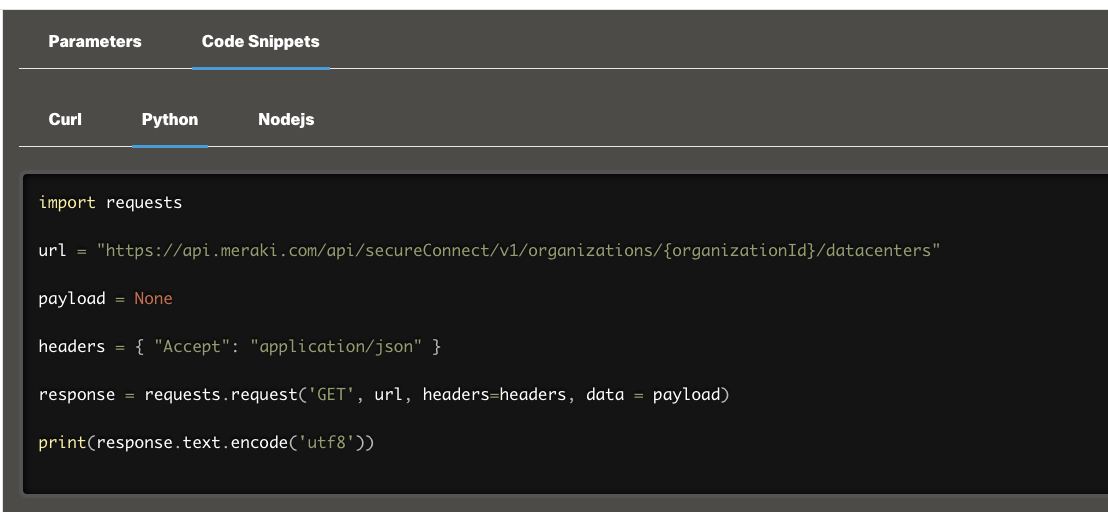 Parameters Code Snippets
Curl Python Nodejs
import requests
url = "https://api.meraki.com/api/secureConnect/v1/organizations/{organizationId}/datacenters"
payload = None
headers = { "Accept": "application/json" }
response = requests.request('GET', url, headers=headers, data = payload)
print(response.text.encode('utf8'))